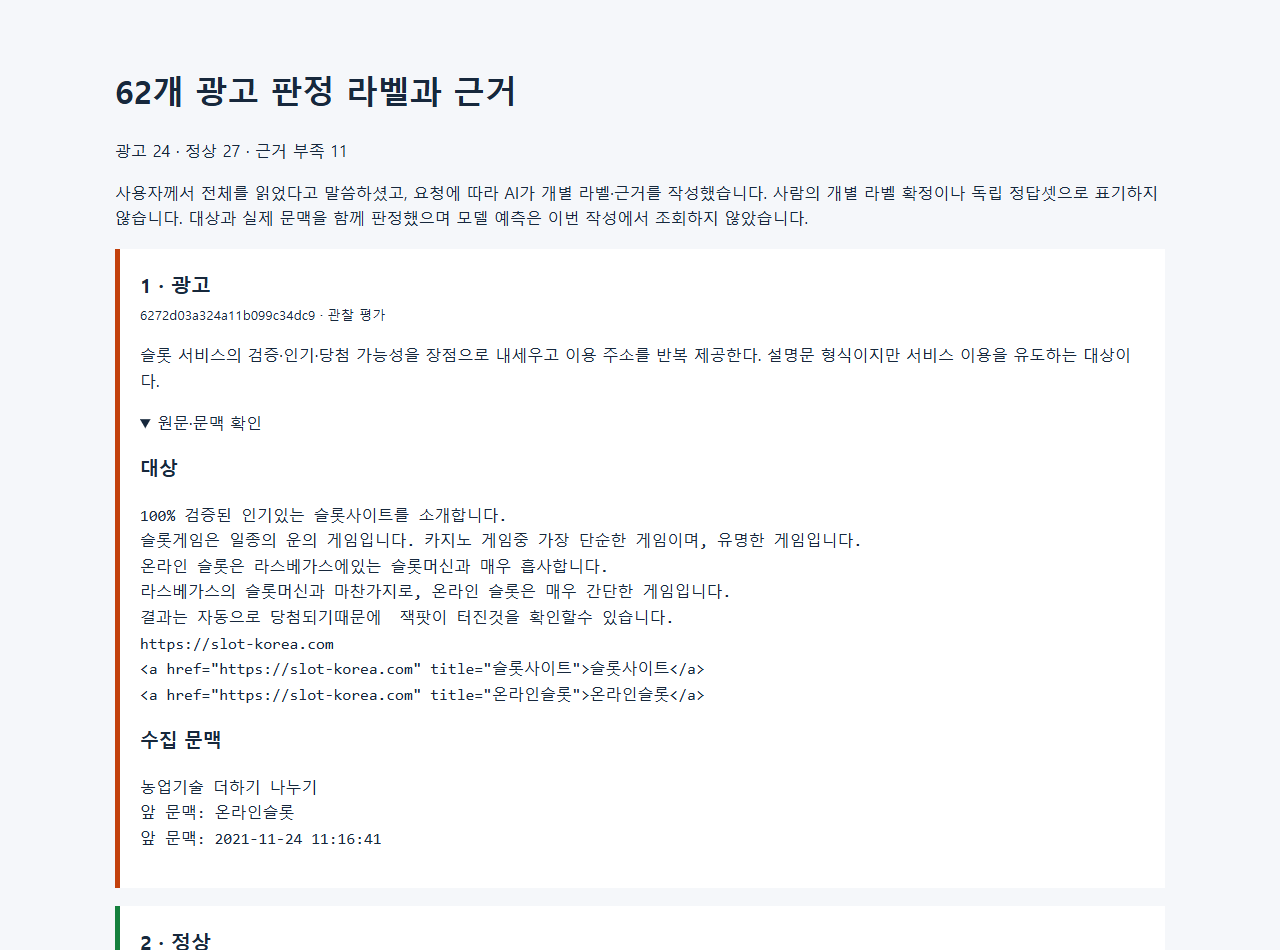 62개 광고 판정 라벨과 근거
광고 24 · 정상 27 · 근거 부족 11
사용자께서 전체를 읽었다고 말씀하셨고, 요청에 따라 AI가 개별 라벨·근거를 작성했습니다. 사람의 개별 라벨 확정이나 독립 정답셋으로 표기하지
않습니다. 대상과 실제 문맥을 함께 판정했으며 모델 예측은 이번 작성에서 조회하지 않았습니다.
1 · 광고
6272d03a324a11b099c34dc9 · 관찰 평가
슬롯 서비스의 검증·인기·당첨 가능성을 장점으로 내세우고 이용 주소를 반복 제공한다. 설명문 형식이지만 서비스 이용을 유도하는 대상이
다.
▼ 원문·문맥 확인
대상
100% 검증된 인기있는 슬롯사이트를 소개합니다.
슬롯게임은 일종의 운의 게임입니다. 카지노 게임중 가장 단순한 게임이며, 유명한 게임입니다.
온라인 슬롯은 라스베가스에있는 슬롯머신과 매우 흡사합니다.
라스베가스의 슬롯머신과 마찬가지로, 온라인 슬롯은 매우 간단한 게임입니다.
결과는 자동으로 당첨되기때문에  잭팟이 터진것을 확인할수 있습니다.
https://slot-korea.com
<a href="https://slot-korea.com" title="슬롯사이트">슬롯사이트</a>
<a href="https://slot-korea.com" title="온라인슬롯">온라인슬롯</a>
수집 문맥
농업기술 더하기 나누기
앞 문맥: 온라인슬롯
앞 문맥: 2021-11-24 11:16:41
2 · 정상